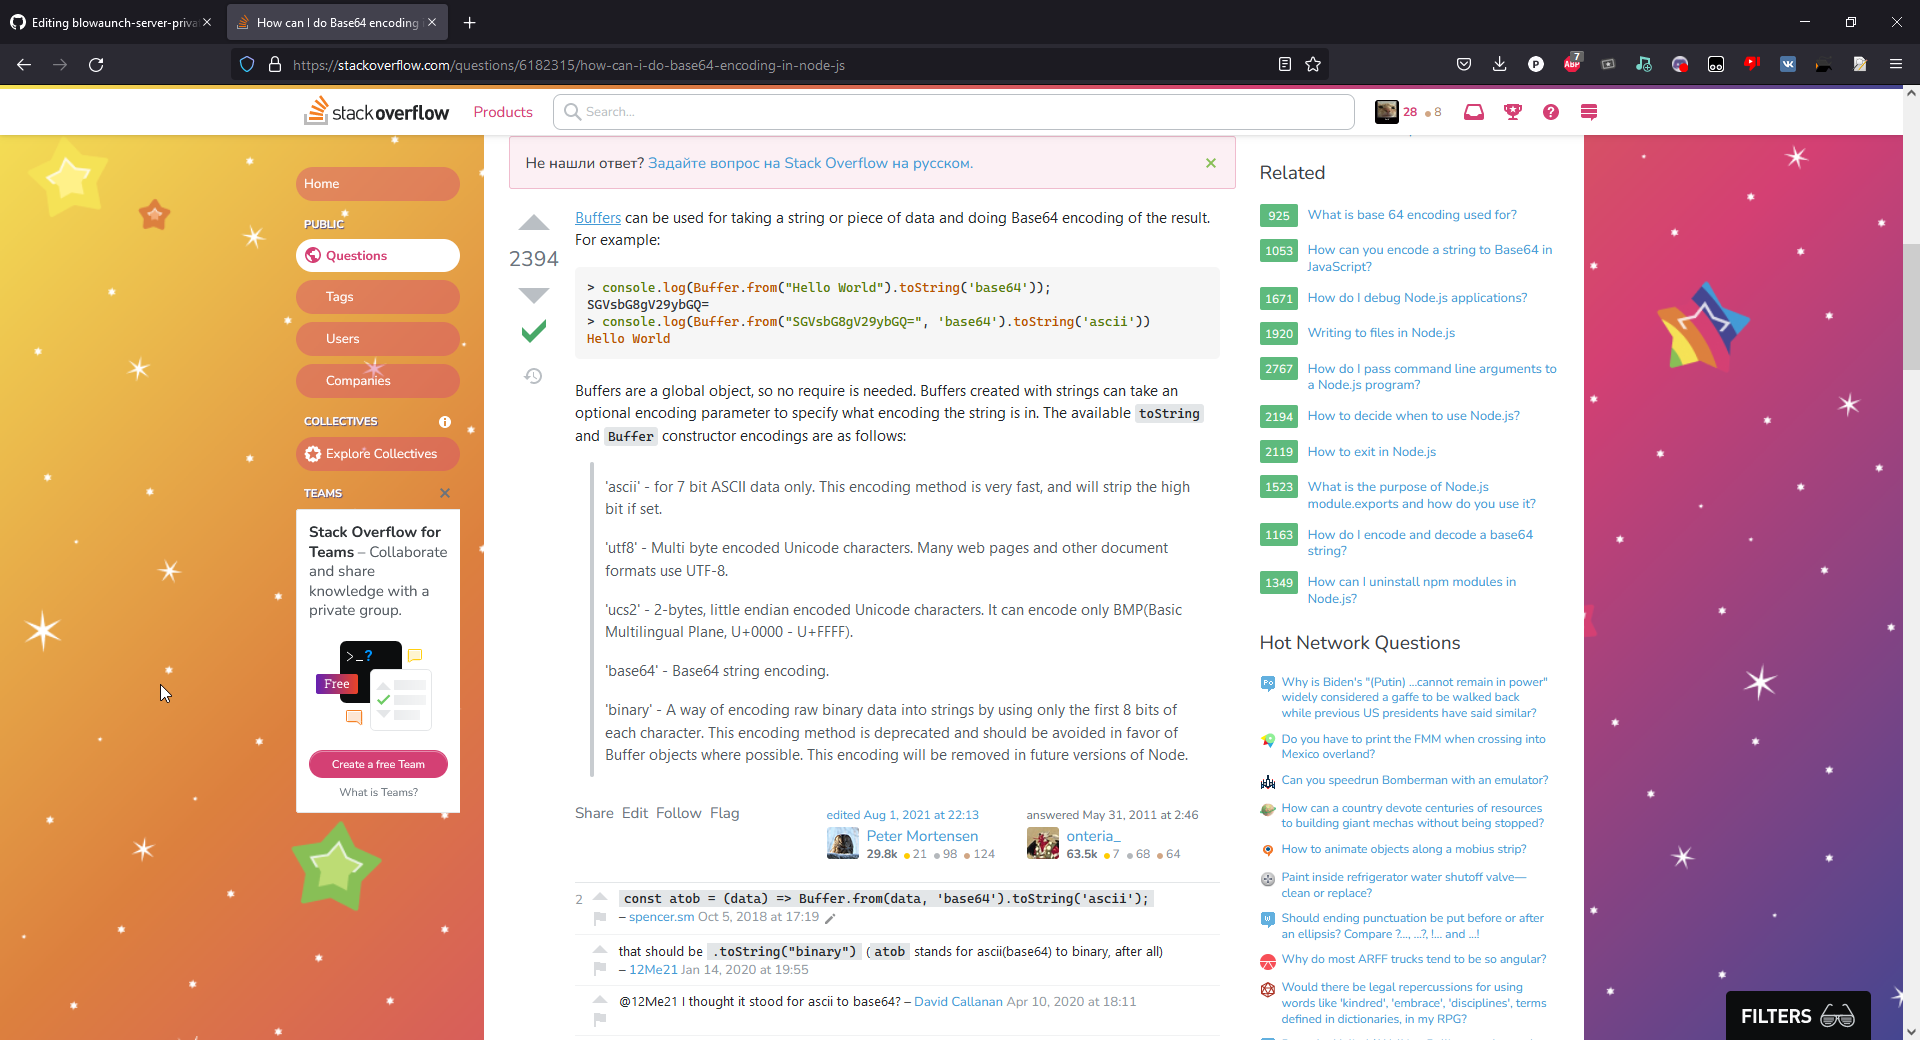 Editing blowaunch-server-priva
How can I do Base64 encoding
https://stackoverflow.com/questions/6182315/how-can-i-do-base64-encoding-in-node-js
7
ABP
stackoverflow
Products
Search...
28
8
Home
PUBLIC
Questions
Tags
Users
Companies
COLLECTIVES
Explore Collectives
TEAMS
Stack Overflow for
Teams – Collaborate
and share
knowledge with a
private group.
>_?
Free
Create a free Team
What is Teams?
Не нашли ответ? Задайте вопрос на Stack Overflow на русском.
2394
Buffers can be used for taking a string or piece of data and doing Base64 encoding of the result.
For example:
> console.log(Buffer.from("Hello World").toString('base64'));
SGVsbG8gV29ybGQ=
> console.log(Buffer.from("SGVsbG8gV29ybGQ=", 'base64').toString('ascii'))
Hello World
Buffers are a global object, so no require is needed. Buffers created with strings can take an
optional encoding parameter to specify what encoding the string is in. The available toString
and Buffer constructor encodings are as follows:
'ascii' - for 7 bit ASCII data only. This encoding method is very fast, and will strip the high
bit if set.
'utf8' - Multi byte encoded Unicode characters. Many web pages and other document
formats use UTF-8.
'ucs2' - 2-bytes, little endian encoded Unicode characters. It can encode only BMP(Basic
Multilingual Plane, U+0000 - U+FFFF).
'base64' - Base64 string encoding.
'binary' - A way of encoding raw binary data into strings by using only the first 8 bits of
each character. This encoding method is deprecated and should be avoided in favor of
Buffer objects where possible. This encoding will be removed in future versions of Node.
Share Edit Follow Flag
edited Aug 1, 2021 at 22:13
Peter Mortensen
29.8k 21 98 124
answered May 31, 2011 at 2:46
onteria_
63.5k 7 68 64
2
const atob = (data) => Buffer.from(data, 'base64').toString('ascii');
– spencer.sm Oct 5, 2018 at 17:19
that should be .toString("binary") ( atob stands for ascii(base64) to binary, after all)
– 12Me21 Jan 14, 2020 at 19:55
@12Me21 I thought it stood for ascii to base64? – David Callanan Apr 10, 2020 at 18:11
Related
925 What is base 64 encoding used for?
1053 How can you encode a string to Base64 in
JavaScript?
1671 How do I debug Node.js applications?
1920 Writing to files in Node.js
2767 How do I pass command line arguments to
a Node.js program?
2194 How to decide when to use Node.js?
2119 How to exit in Node.js
1523 What is the purpose of Node.js
module.exports and how do you use it?
1163 How do I encode and decode a base64
string?
1349 How can I uninstall npm modules in
Node.js?
Hot Network Questions
Why is Biden's "(Putin) ...cannot remain in power"
widely considered a gaffe to be walked back
while previous US presidents have said similar?
Do you have to print the FMM when crossing into
Mexico overland?
Can you speedrun Bomberman with an emulator?
How can a country devote centuries of resources
to building giant mechas without being stopped?
How to animate objects along a mobius strip?
Paint inside refrigerator water shutoff valve—
clean or replace?
Should ending punctuation be put before or after
an ellipsis? Compare ?..., ...?, !... and ...!
Why do most ARFF trucks tend to be so angular?
Would there be legal repercussions for using
words like 'kindred', 'embrace', 'disciplines', terms
defined in dictionaries, in my RPG?
FILTERS